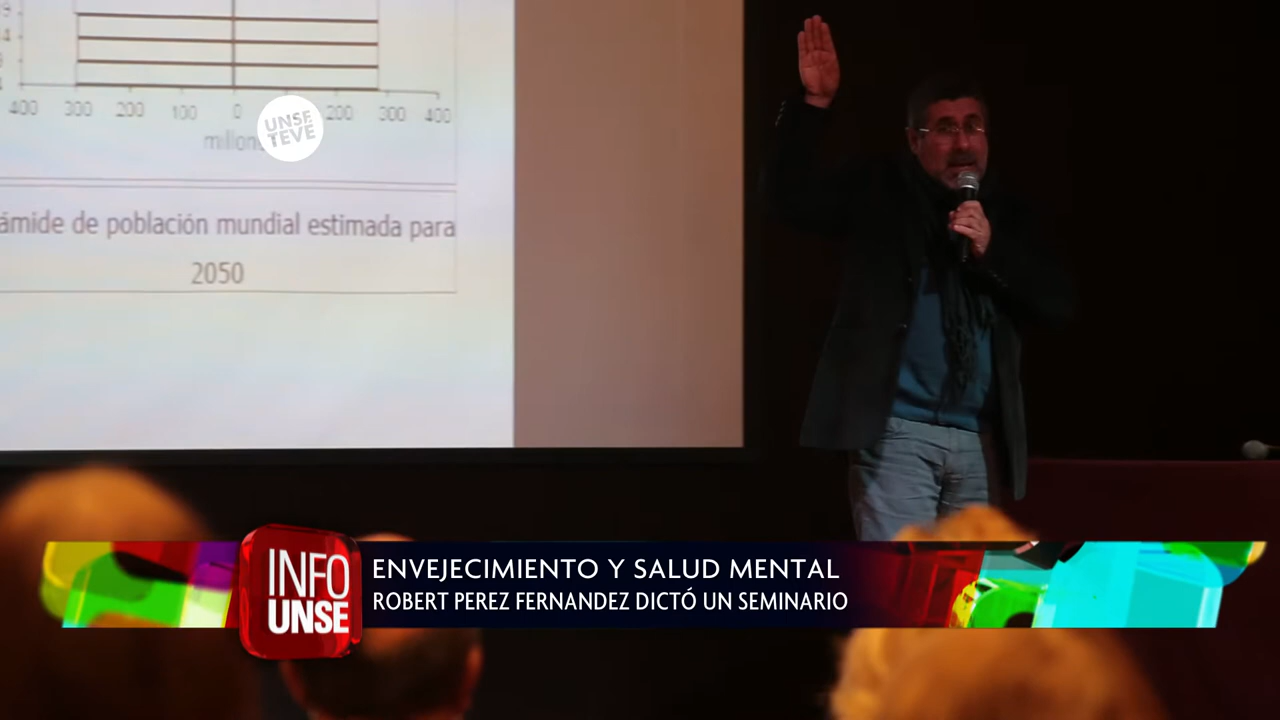 400 300 200 100 0 200 300 400
UNSE
TEVÉ
ámide de población mundial estimada para
2050
INFO
UNSE
ENVEJECIMIENTO Y SALUD MENTAL
ROBERT PEREZ FERNANDEZ DICTÓ UN SEMINARIO